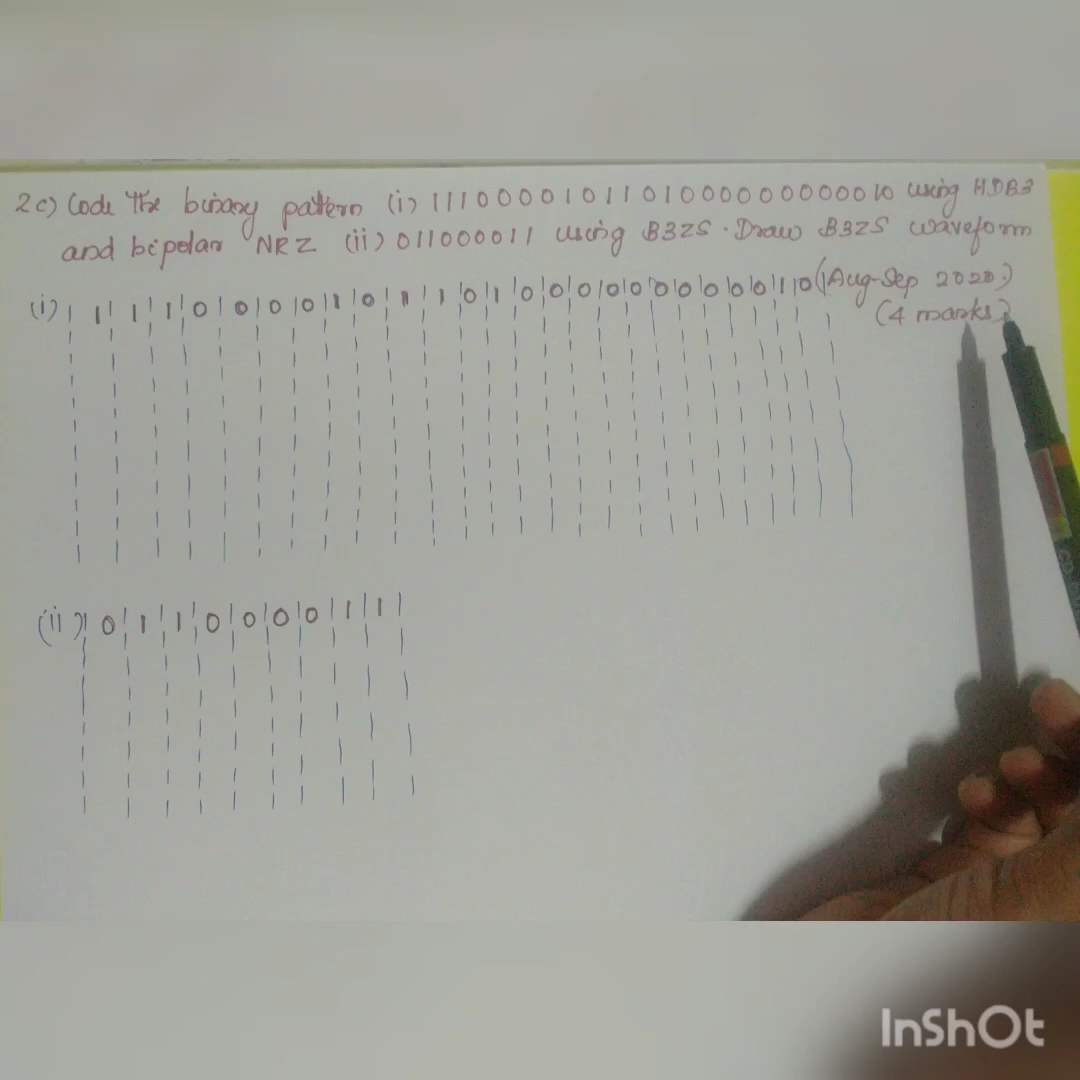 2c) Code The binary pattern (i) 111000010110100000000000010 using HDB3
and bipolar NRZ (ii) 011000011 using B3ZS. Draw B3ZS waveform
(Aug-Sep 2020.)
(i) 1 1 1 0 0 0 0 1 0 1 1 0 1 0 0 0 0 0 0 0 0 0 0 1 0
(4 marks)
(ii) 0 1 1 0 0 0 0 1 1
InShOt